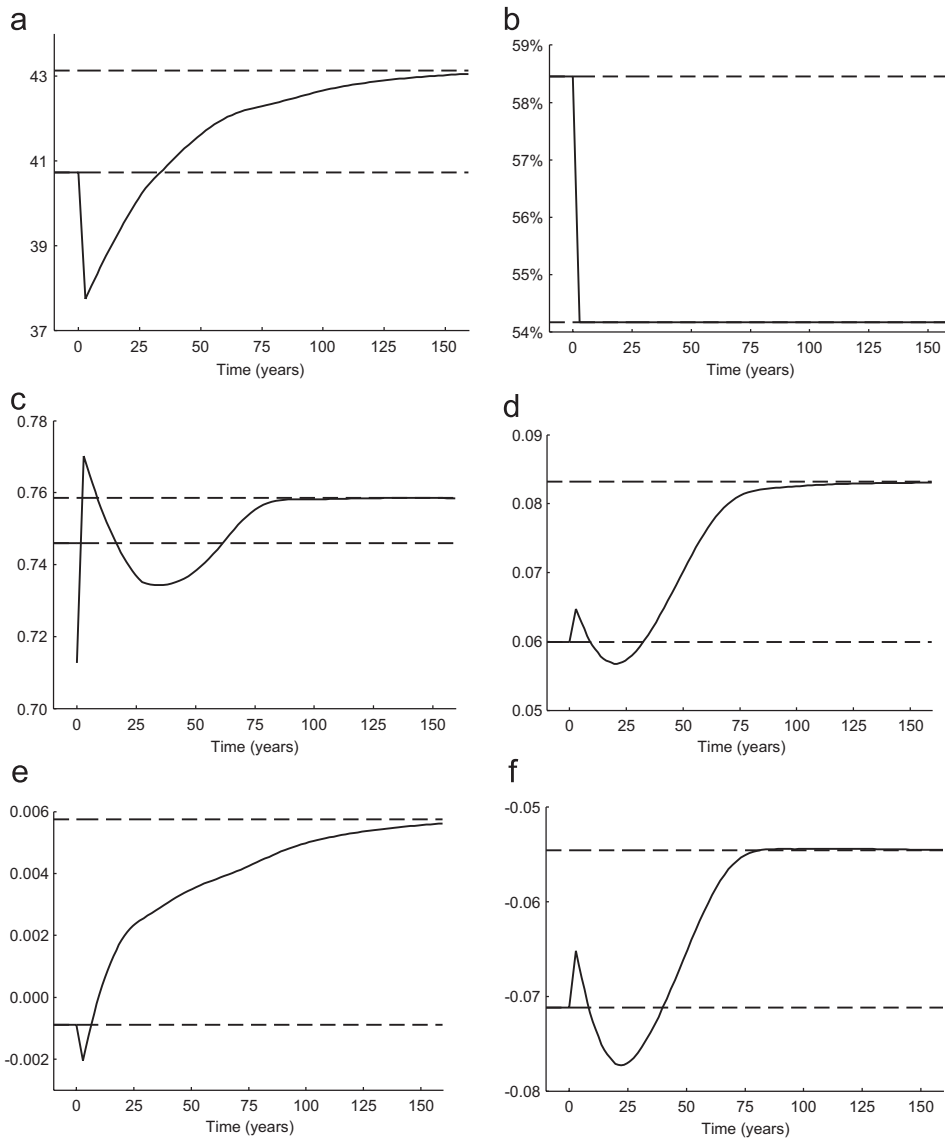 a
43
41
39
37
0 25 50 75 100 125 150
Time (years)
b
59%
58%
57%
56%
55%
54%
0 25 50 75 100 125 150
Time (years)
c
0.78
0.76
0.74
0.72
0.70
0 25 50 75 100 125 150
Time (years)
d
0.09
0.08
0.07
0.06
0.05
0 25 50 75 100 125 150
Time (years)
e
0.006
0.004
0.002
0.000
-0.002
0 25 50 75 100 125 150
Time (years)
f
-0.05
-0.06
-0.07
-0.08
0 25 50 75 100 125 150
Time (years)